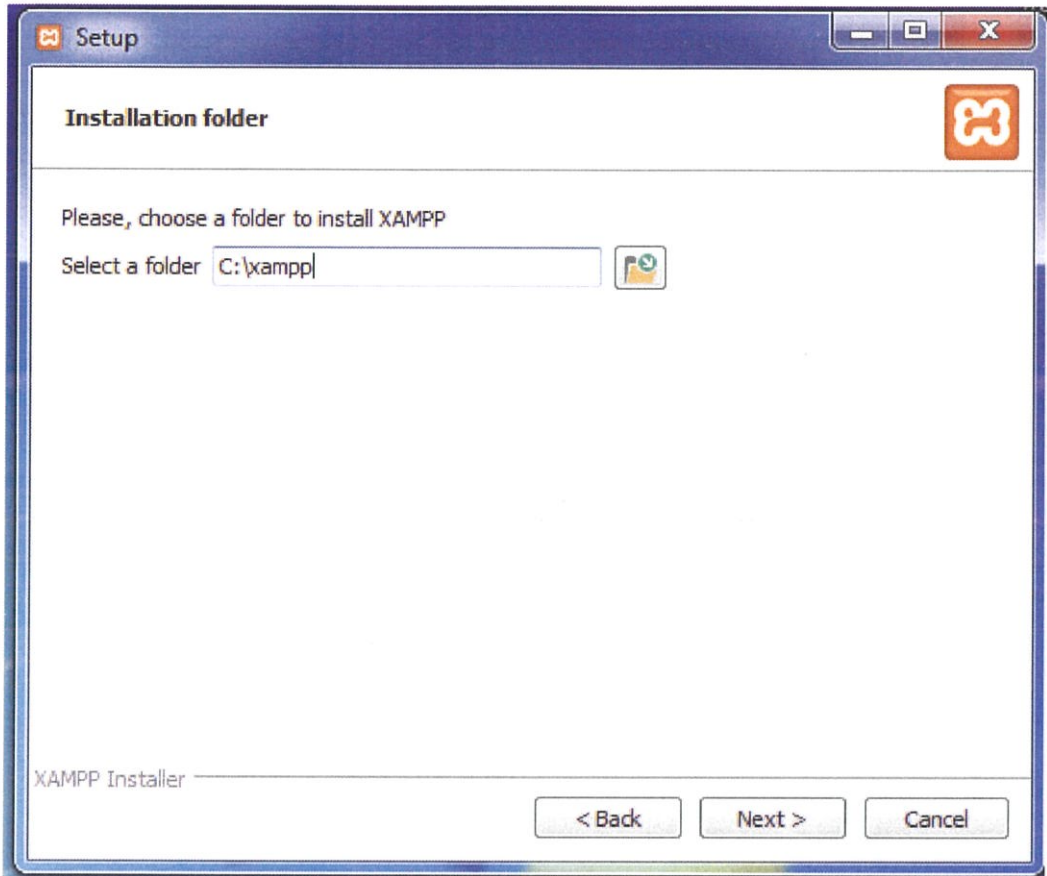 Setup
Installation folder
Please, choose a folder to install XAMPP
Select a folder C:\xampp
XAMPP Installer
< Back Next > Cancel